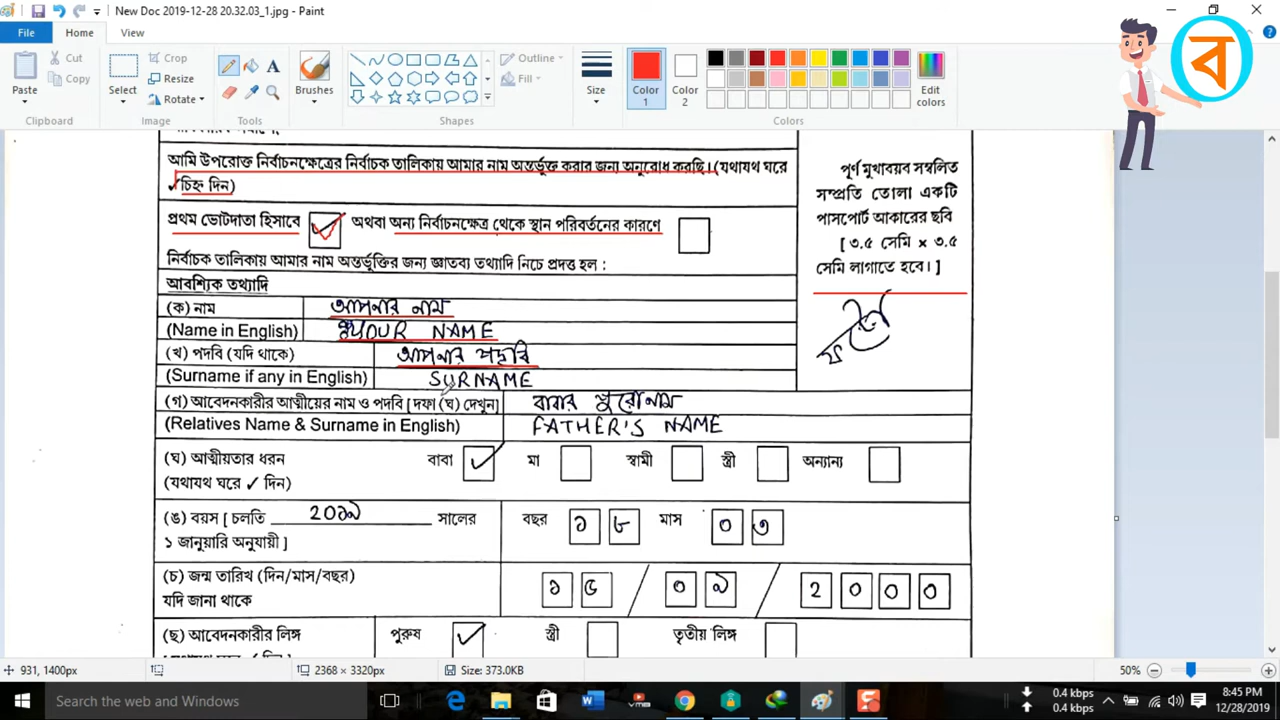 New Doc 2019-12-28 20.32.03_1.jpg - Paint
File Home View
Paste
Cut
Copy
Clipboard
Select
Crop
Resize
Rotate
Image
Tools
Brushes
Shapes
Outline
Fill
Size
Color 1
Color 2
Colors
Edit colors
ব
আমি উপরোক্ত নির্বাচনক্ষেত্রের নির্বাচক তালিকায় আমার নাম অন্তর্ভুক্ত করার জন্য অনুরোধ করছি। (যথাযথ ঘরে
✓ চিহ্ন দিন)
প্রথম ভোটদাতা হিসাবে ✓ অথবা অন্য নির্বাচনক্ষেত্র থেকে স্থান পরিবর্তনের কারণে
নির্বাচক তালিকায় আমার নাম অন্তর্ভুক্তির জন্য জ্ঞাতব্য তথ্যাদি নিচে প্রদত্ত হল :
পূর্ণ মুখাবয়ব সম্বলিত
সম্প্রতি তোলা একটি
পাসপোর্ট আকারের ছবি
[ ৩.৫ সেমি × ৩.৫
সেমি লাগাতে হবে। ]
আবশ্যিক তথ্যাদি
(ক) নাম আপনার নাম
(Name in English) YOUR NAME
(খ) পদবি (যদি থাকে) আপনার পদবি
(Surname if any in English) SURNAME
(গ) আবেদনকারীর আত্মীয়ের নাম ও পদবি [ দফা (ঘ) দেখুন] বাবার পুরো নাম
(Relatives Name & Surname in English) FATHER'S NAME
(ঘ) আত্মীয়তার ধরন বাবা ✓ মা স্বামী স্ত্রী অন্যান্য
(যথাযথ ঘরে ✓ দিন)
(ঙ) বয়স [ চলতি ২০১৯ সালের বছর ১ ৮ মাস ০ ৩
১ জানুয়ারি অনুযায়ী ]
(চ) জন্ম তারিখ (দিন/মাস/বছর) ১ ৫ / ০ ৯ / ২ ০ ০ ০
যদি জানা থাকে
(ছ) আবেদনকারীর লিঙ্গ পুরুষ ✓ স্ত্রী তৃতীয় লিঙ্গ
931, 1400px
2368 × 3320px
Size: 373.0KB
50%
Search the web and Windows
0.4 kbps
0.4 kbps
8:45 PM
12/28/2019